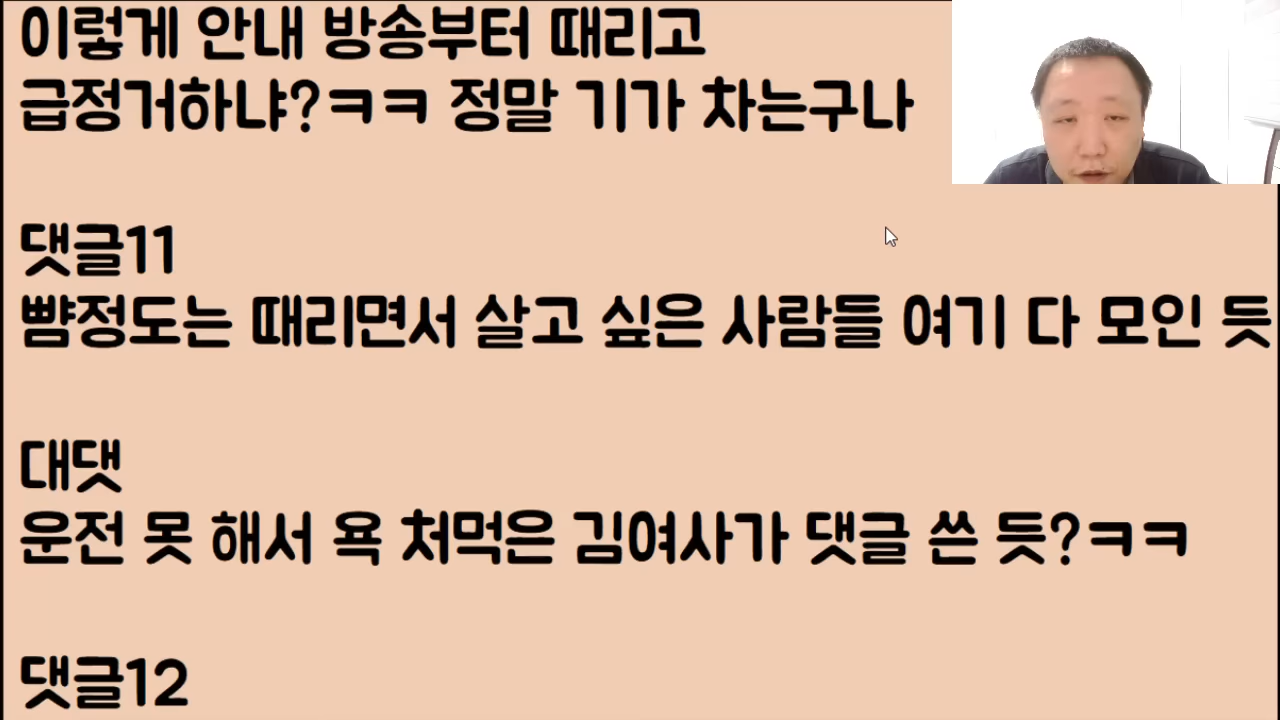 이렇게 안내 방송부터 때리고
급정거하냐?ㅋㅋ 정말 기가 차는구나
댓글11
뺨정도는 때리면서 살고 싶은 사람들 여기 다 모인 듯
대댓
운전 못 해서 욕 처먹은 김여사가 댓글 쓴 듯?ㅋㅋ
댓글12